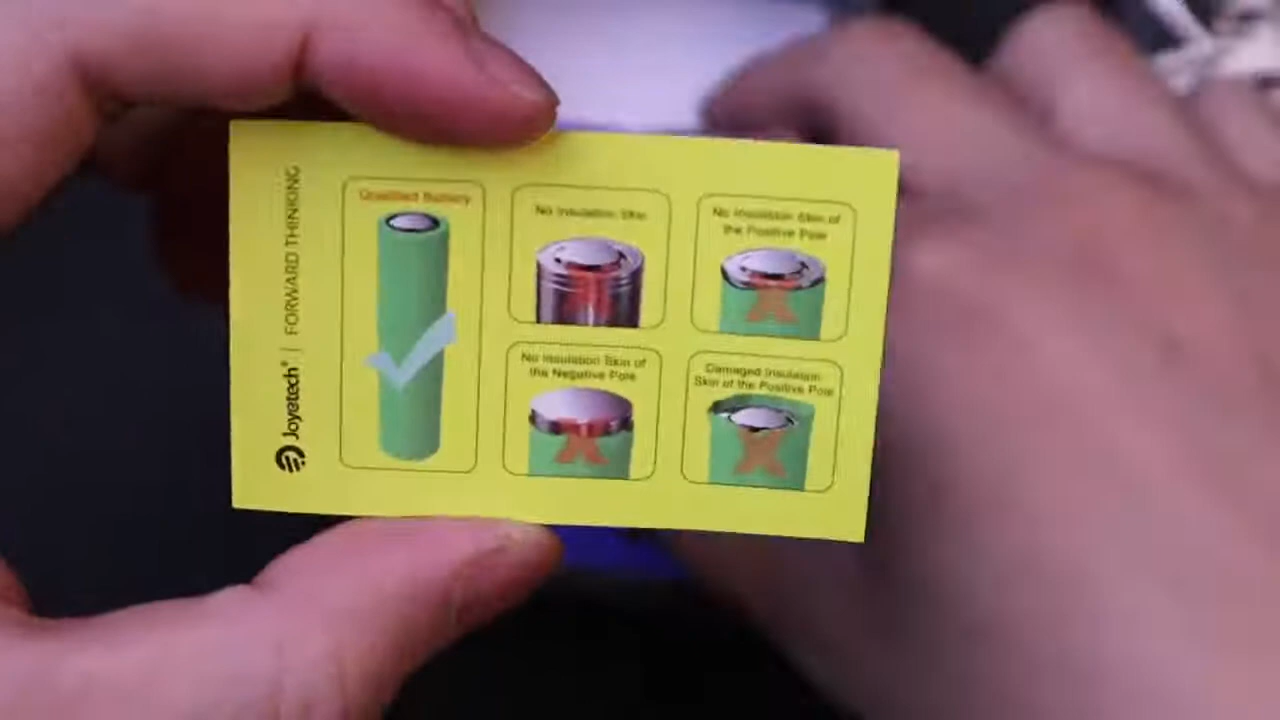 Joyetech® | FORWARD THINKING
Qualified Battery
No Insulation Skin
No Insulation Skin of
the Positive Pole
No Insulation Skin of
the Negative Pole
Damaged Insulation
Skin of the Positive Pole